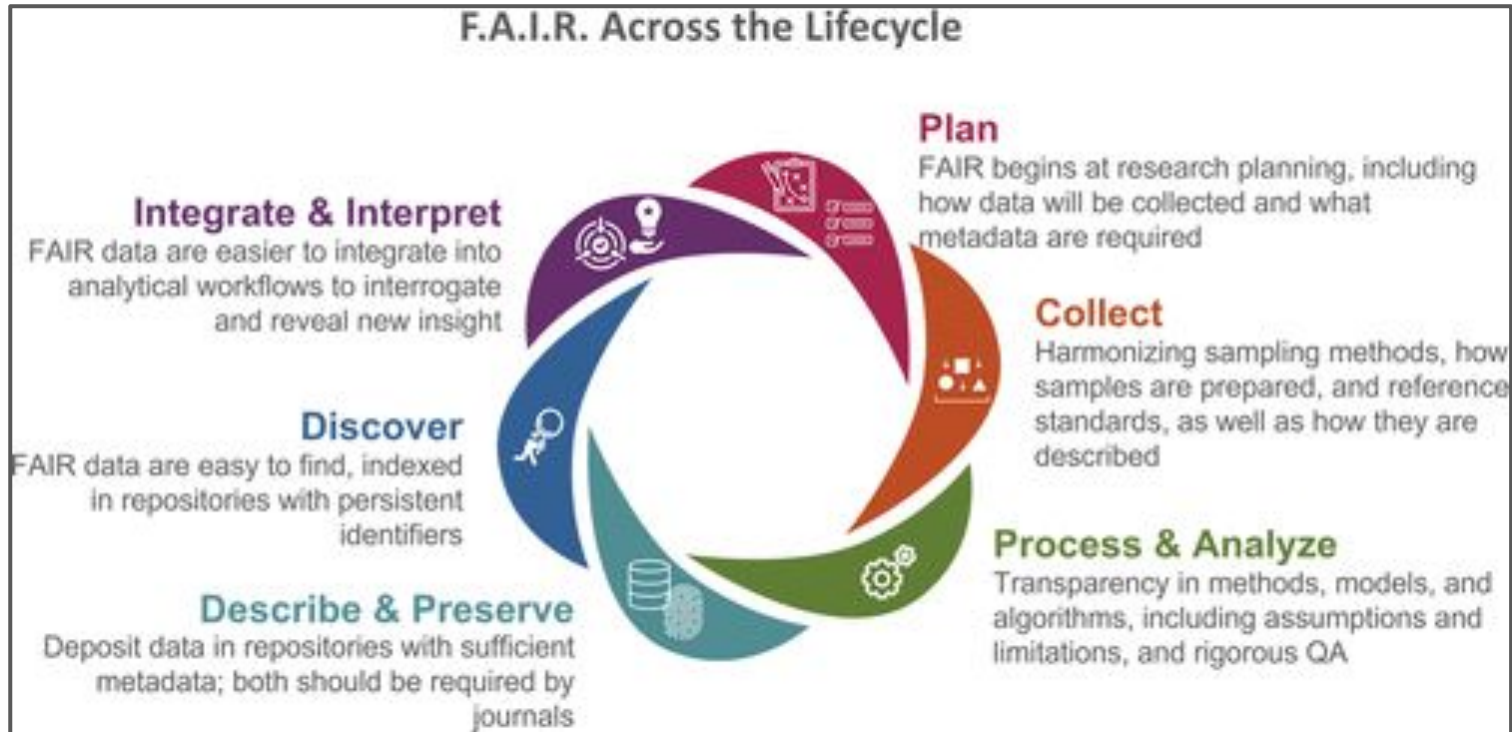 F.A.I.R. Across the Lifecycle
Plan
FAIR begins at research planning, including
how data will be collected and what
metadata are required
Collect
Harmonizing sampling methods, how
samples are prepared, and reference
standards, as well as how they are
described
Process & Analyze
Transparency in methods, models, and
algorithms, including assumptions and
limitations, and rigorous QA
Describe & Preserve
Deposit data in repositories with sufficient
metadata; both should be required by
journals
Discover
FAIR data are easy to find, indexed
in repositories with persistent
identifiers
Integrate & Interpret
FAIR data are easier to integrate into
analytical workflows to interrogate
and reveal new insight